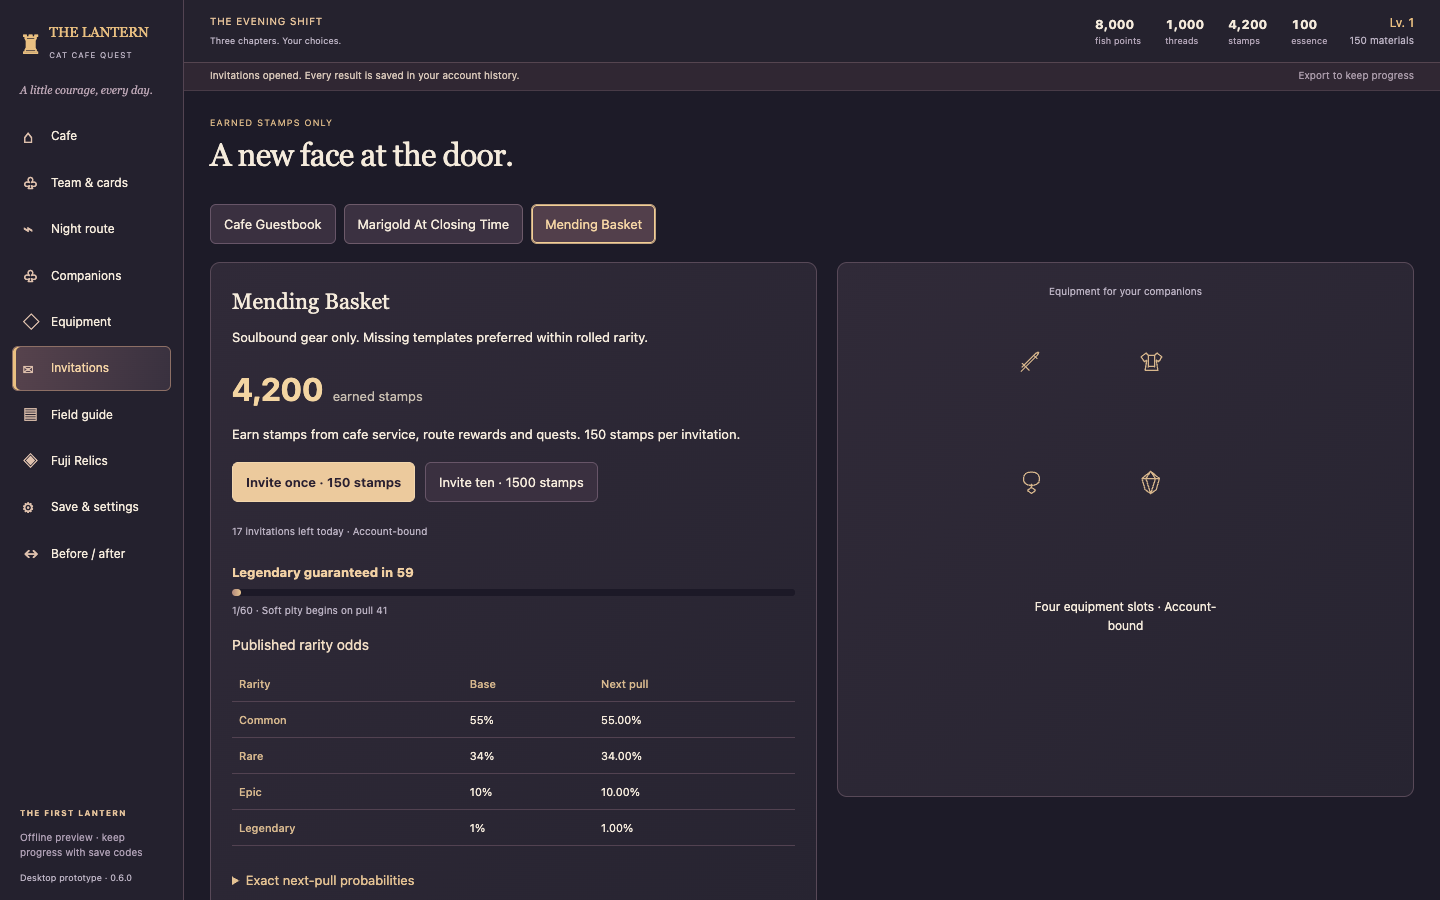 THE LANTERN
CAT CAFE QUEST
A little courage, every day.
Cafe
Team & cards
Night route
Companions
Equipment
Invitations
Field guide
Fuji Relics
Save & settings
Before / after
THE FIRST LANTERN
Offline preview · keep
progress with save codes
Desktop prototype · 0.6.0
THE EVENING SHIFT
Three chapters. Your choices.
8,000 fish points
1,000 threads
4,200 stamps
100 essence
Lv. 1
150 materials
Invitations opened. Every result is saved in your account history.
Export to keep progress
EARNED STAMPS ONLY
A new face at the door.
Cafe Guestbook
Marigold At Closing Time
Mending Basket
Mending Basket
Soulbound gear only. Missing templates preferred within rolled rarity.
4,200 earned stamps
Earn stamps from cafe service, route rewards and quests. 150 stamps per invitation.
Invite once · 150 stamps
Invite ten · 1500 stamps
17 invitations left today · Account-bound
Legendary guaranteed in 59
1/60 · Soft pity begins on pull 41
Published rarity odds
Rarity Base Next pull
Common 55% 55.00%
Rare 34% 34.00%
Epic 10% 10.00%
Legendary 1% 1.00%
Exact next-pull probabilities
Equipment for your companions
Four equipment slots · Account-
bound